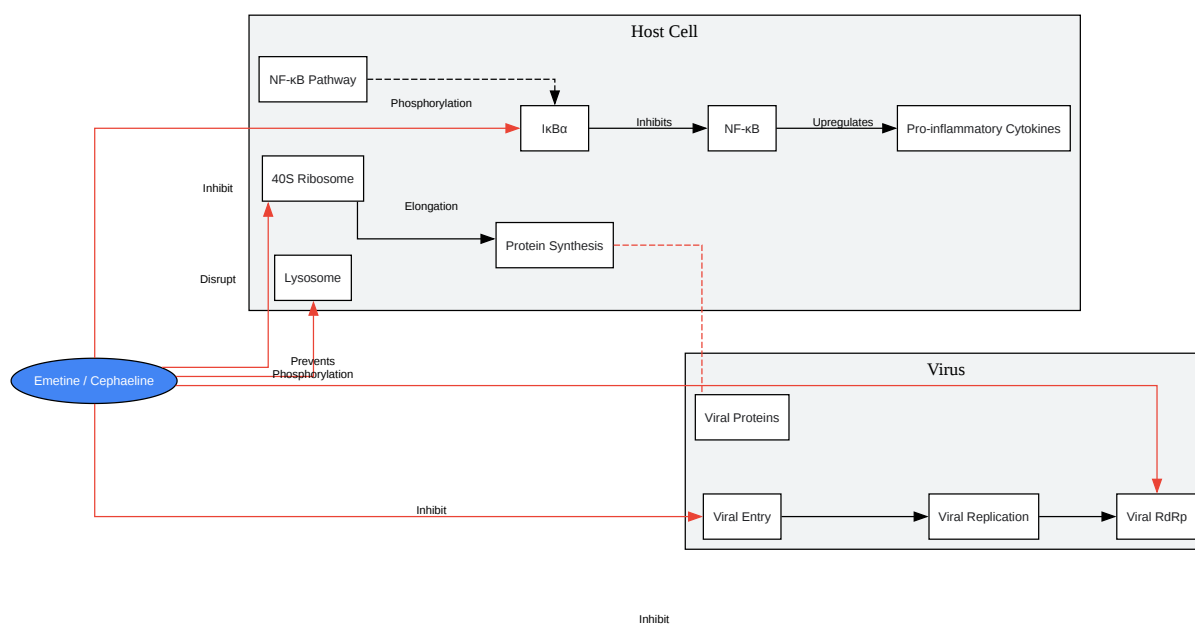 Host Cell
NF-κB Pathway
Phosphorylation
IκBα
Inhibits
NF-κB
Upregulates
Pro-inflammatory Cytokines
40S Ribosome
Inhibit
Elongation
Protein Synthesis
Disrupt
Lysosome
Prevents
Phosphorylation
Emetine / Cephaeline
Virus
Viral Proteins
Inhibit
Viral Entry
Viral Replication
Viral RdRp
Inhibit